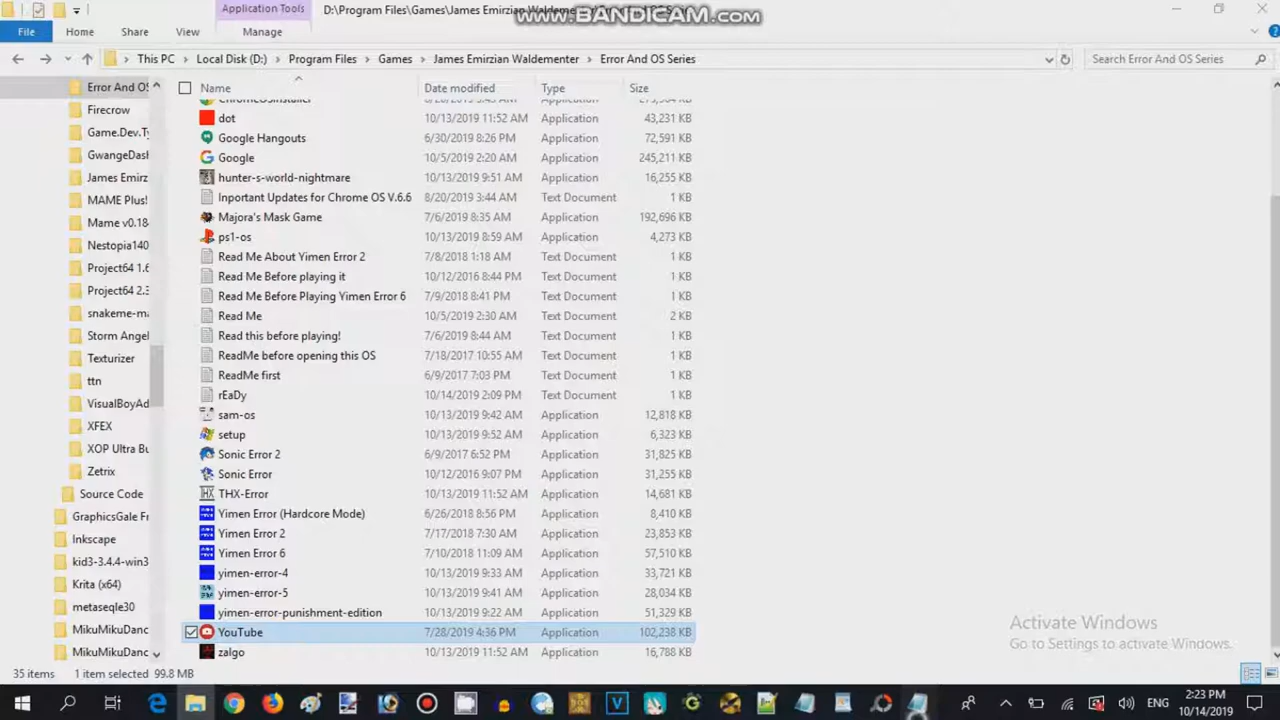 Application Tools
D:\Program Files\Games\James Emirzian Waldementer
www.BANDICAM.com
File
Home
Share
View
Manage
This PC
Local Disk (D:)
Program Files
Games
James Emirzian Waldementer
Error And OS Series
Search Error And OS Series
Error And OS
Firecrow
Game.Dev.Ty
GwangeDash
James Emirz
MAME Plus!
Mame v0.18
Nestopia140
Project64 1.6
Project64 2.3
snakeme-ma
Storm Angel
Texturizer
ttn
VisualBoyAd
XFEX
XOP Ultra Bu
Zetrix
Source Code
GraphicsGale Fr
Inkscape
kid3-3.4.4-win3
Krita (x64)
metaseqle30
MikuMikuDanc
MikuMikuDanc
Name Date modified Type Size
ChromeOSInstaller 8/20/2019 3:43 AM Application
dot 10/13/2019 11:52 AM Application 43,231 KB
Google Hangouts 6/30/2019 8:26 PM Application 72,591 KB
Google 10/5/2019 2:20 AM Application 245,211 KB
hunter-s-world-nightmare 10/13/2019 9:51 AM Application 16,255 KB
Inportant Updates for Chrome OS V.6.6 8/20/2019 3:44 AM Text Document 1 KB
Majora's Mask Game 7/6/2019 8:35 AM Application 192,696 KB
ps1-os 10/13/2019 8:59 AM Application 4,273 KB
Read Me About Yimen Error 2 7/8/2018 1:18 AM Text Document 1 KB
Read Me Before playing it 10/12/2016 8:44 PM Text Document 1 KB
Read Me Before Playing Yimen Error 6 7/9/2018 8:41 PM Text Document 1 KB
Read Me 10/5/2019 2:30 AM Text Document 2 KB
Read this before playing! 7/6/2019 8:44 AM Text Document 1 KB
ReadMe before opening this OS 7/18/2017 10:55 AM Text Document 1 KB
ReadMe first 6/9/2017 7:03 PM Text Document 1 KB
rEaDy 10/14/2019 2:09 PM Text Document 1 KB
sam-os 10/13/2019 9:42 AM Application 12,818 KB
setup 10/13/2019 9:52 AM Application 6,323 KB
Sonic Error 2 6/9/2017 6:52 PM Application 31,825 KB
Sonic Error 10/12/2016 9:07 PM Application 31,255 KB
THX-Error 10/13/2019 11:52 AM Application 14,681 KB
Yimen Error (Hardcore Mode) 6/26/2018 8:56 PM Application 8,410 KB
Yimen Error 2 7/17/2018 7:30 AM Application 23,853 KB
Yimen Error 6 7/10/2018 11:09 AM Application 57,510 KB
yimen-error-4 10/13/2019 9:33 AM Application 33,721 KB
yimen-error-5 10/13/2019 9:41 AM Application 28,034 KB
yimen-error-punishment-edition 10/13/2019 9:22 AM Application 51,329 KB
YouTube 7/28/2019 4:36 PM Application 102,238 KB
zalgo 10/13/2019 11:52 AM Application 16,788 KB
Activate Windows
Go to Settings to activate Windows.
35 items 1 item selected 99.8 MB
ENG
2:23 PM
10/14/2019